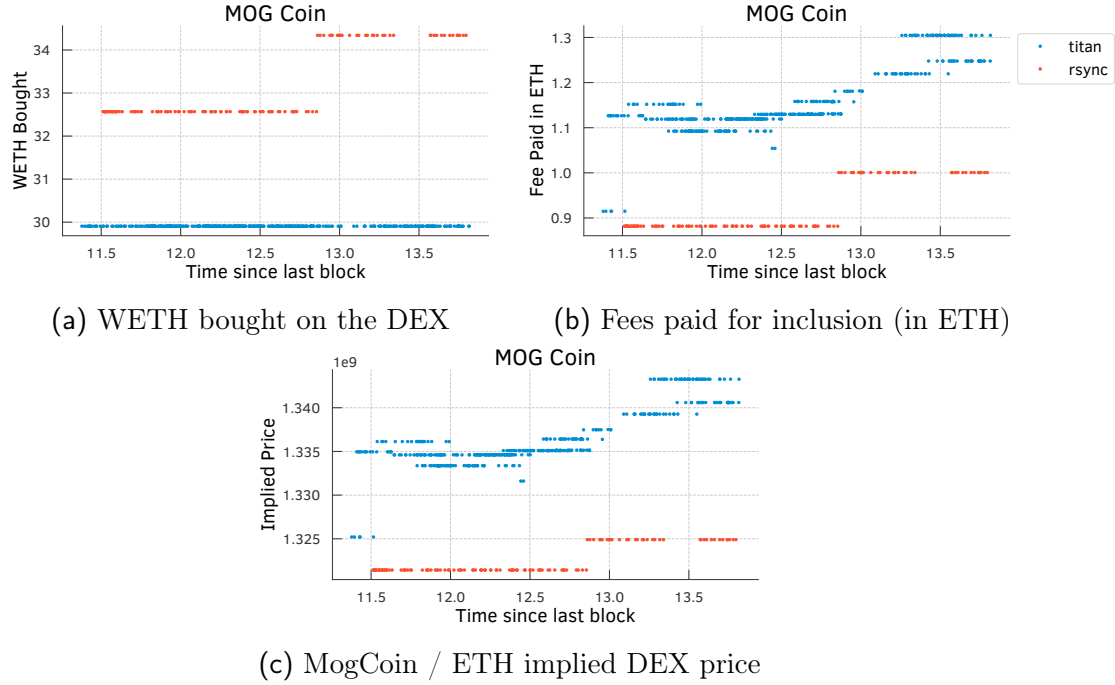 MOG Coin
WETH Bought
34
33
32
31
30
11.5 12.0 12.5 13.0 13.5
Time since last block
(a) WETH bought on the DEX
MOG Coin
Fee Paid in ETH
1.3
1.2
1.1
1.0
0.9
11.5 12.0 12.5 13.0 13.5
Time since last block
titan
rsync
(b) Fees paid for inclusion (in ETH)
MOG Coin
1e9
Implied Price
1.340
1.335
1.330
1.325
11.5 12.0 12.5 13.0 13.5
Time since last block
(c) MogCoin / ETH implied DEX price